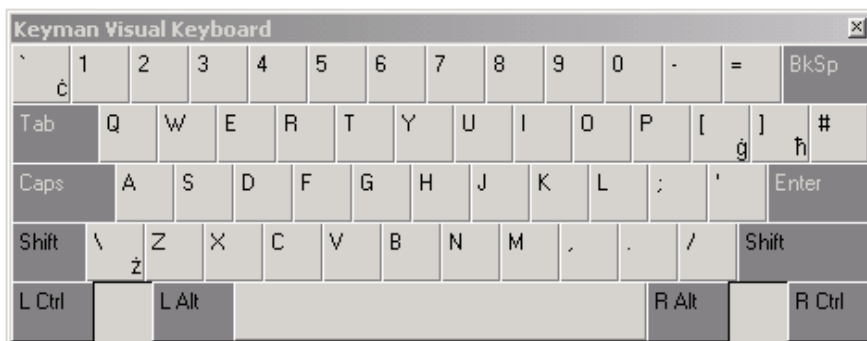 Keyman Visual Keyboard ×
` ċ 1 2 3 4 5 6 7 8 9 0 - = BkSp
Tab Q W E R T Y U I O P [ ġ ] ħ #
Caps A S D F G H J K L ; ' Enter
Shift \ ż Z X C V B N M , . / Shift
L Ctrl L Alt R Alt R Ctrl